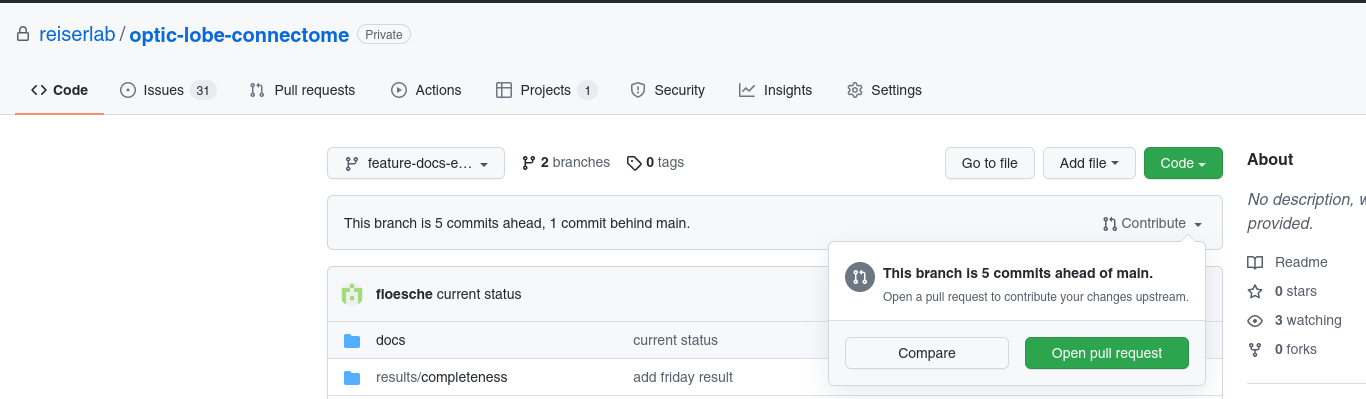 reiserlab / optic-lobe-connectome Private
Code Issues 31 Pull requests Actions Projects 1 Security Insights Settings
feature-docs-e... 2 branches 0 tags Go to file Add file Code About
No description, w
provided.
This branch is 5 commits ahead, 1 commit behind main. Contribute
Readme
This branch is 5 commits ahead of main.
Open a pull request to contribute your changes upstream.
floesche current status
0 stars
3 watching
docs current status
0 forks
Compare Open pull request
results/completeness add friday result